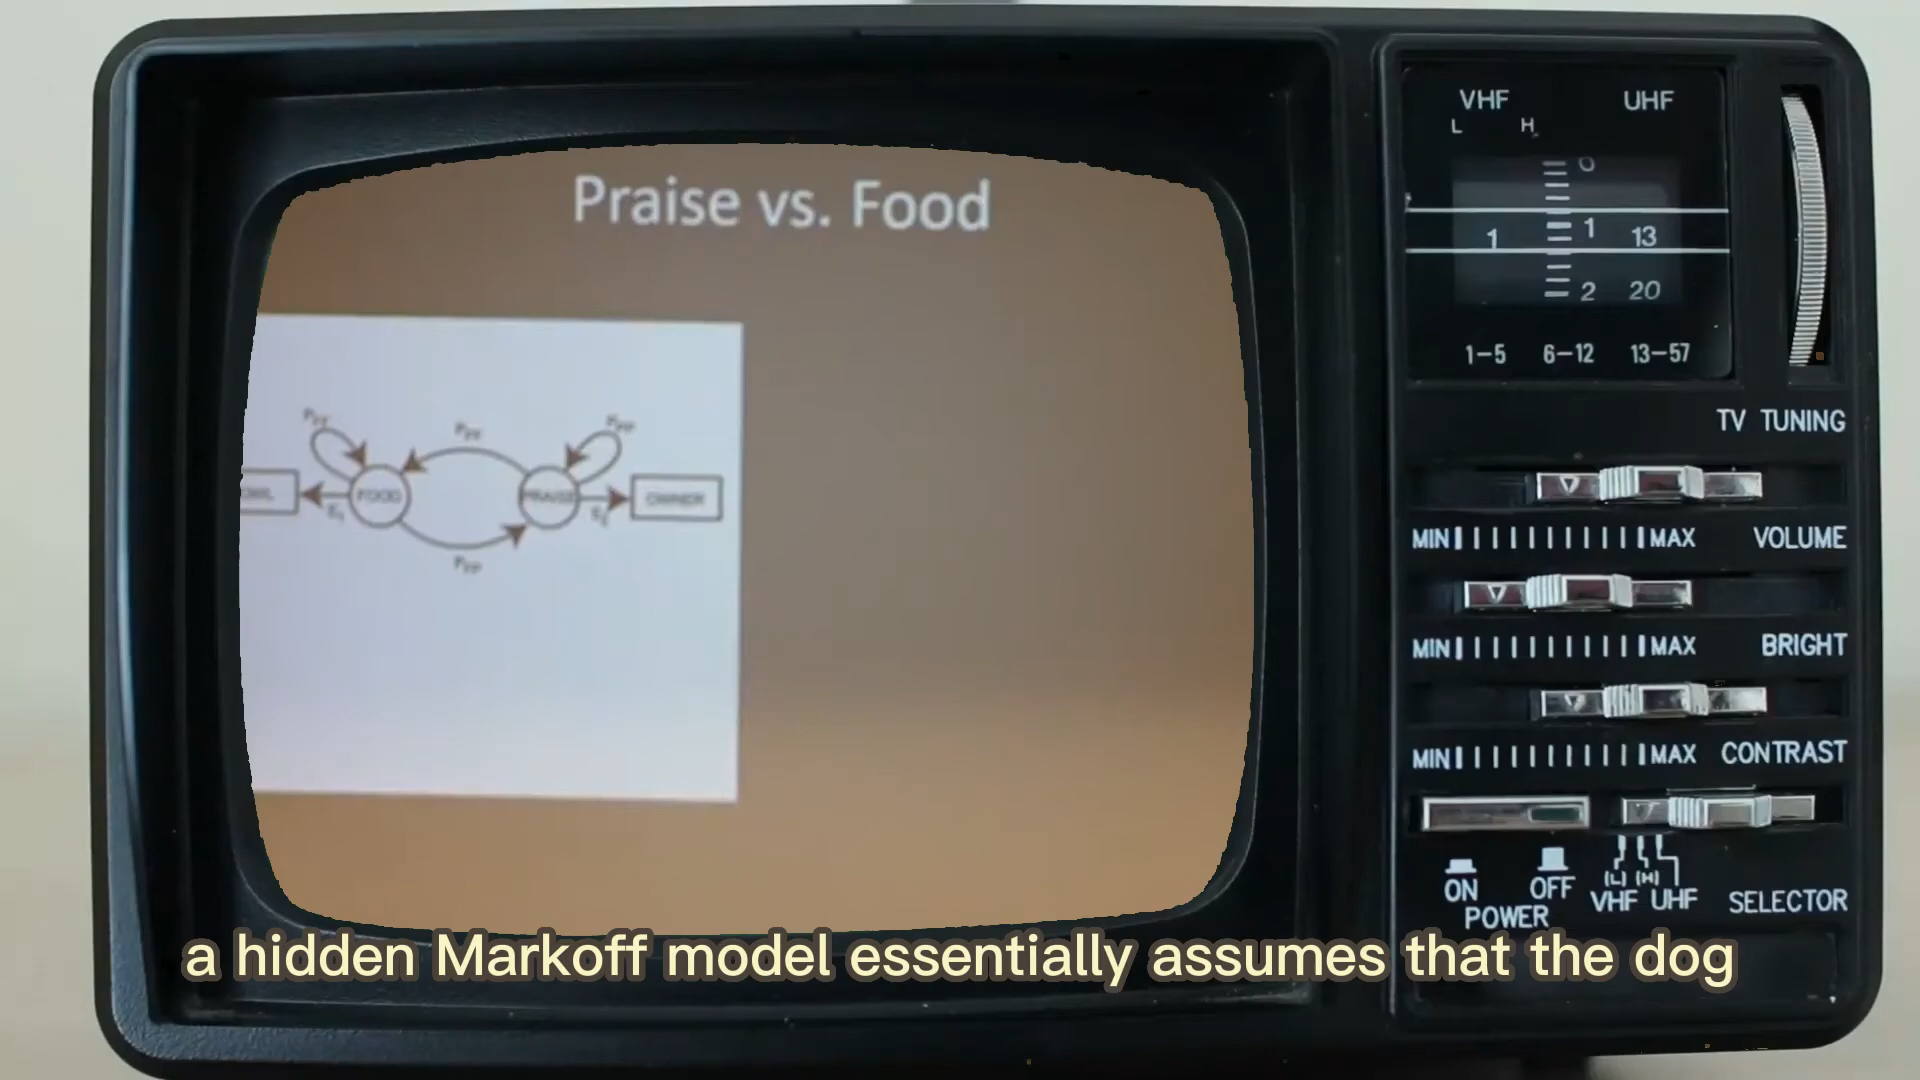 Praise vs. Food
FOOD
PRAISE
OWNER
VHF
UHF
L
H
0
1
1
13
2
20
1-5
6-12
13-57
TV TUNING
MIN
MAX
VOLUME
MIN
MAX
BRIGHT
MIN
MAX
CONTRAST
ON
OFF
POWER
(L) (H)
VHF UHF
SELECTOR
a hidden Markoff model essentially assumes that the dog